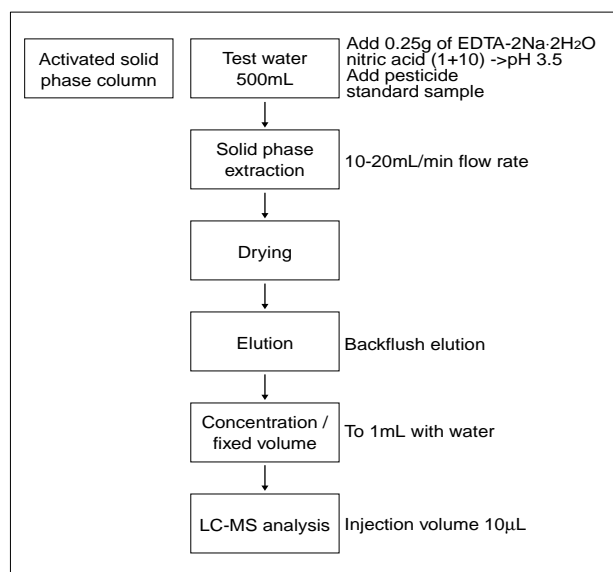 Activated solid
phase column
Test water
500mL
Add 0.25g of EDTA-2Na·2H2O
nitric acid (1+10) ->pH 3.5
Add pesticide
standard sample
Solid phase
extraction
10-20mL/min flow rate
Drying
Elution
Backflush elution
Concentration /
fixed volume
To 1mL with water
LC-MS analysis
Injection volume 10µL